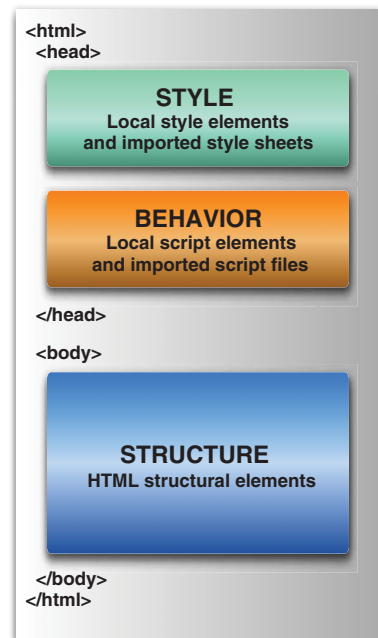 <html>
<head>
STYLE
Local style elements
and imported style sheets
BEHAVIOR
Local script elements
and imported script files
</head>
<body>
STRUCTURE
HTML structural elements
</body>
</html>